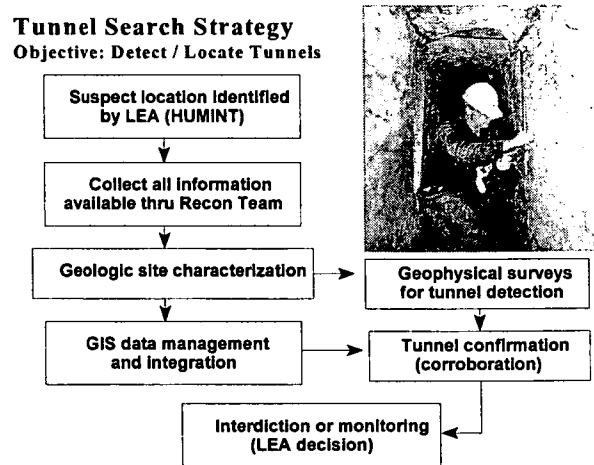 Tunnel Search Strategy
Objective: Detect / Locate Tunnels
Suspect location identified
by LEA (HUMINT)
Collect all information
available thru Recon Team
Geologic site characterization
Geophysical surveys
for tunnel detection
GIS data management
and integration
Tunnel confirmation
(corroboration)
Interdiction or monitoring
(LEA decision)